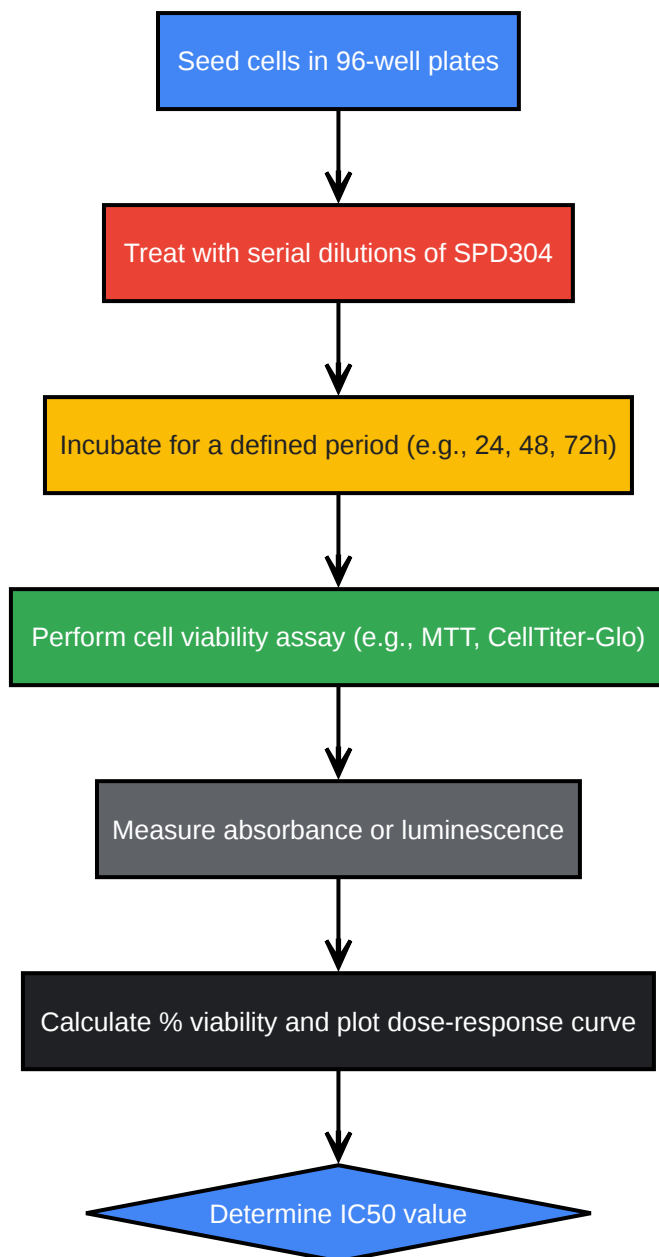 Seed cells in 96-well plates
Treat with serial dilutions of SPD304
Incubate for a defined period (e.g., 24, 48, 72h)
Perform cell viability assay (e.g., MTT, CellTiter-Glo)
Measure absorbance or luminescence
Calculate % viability and plot dose-response curve
Determine IC50 value